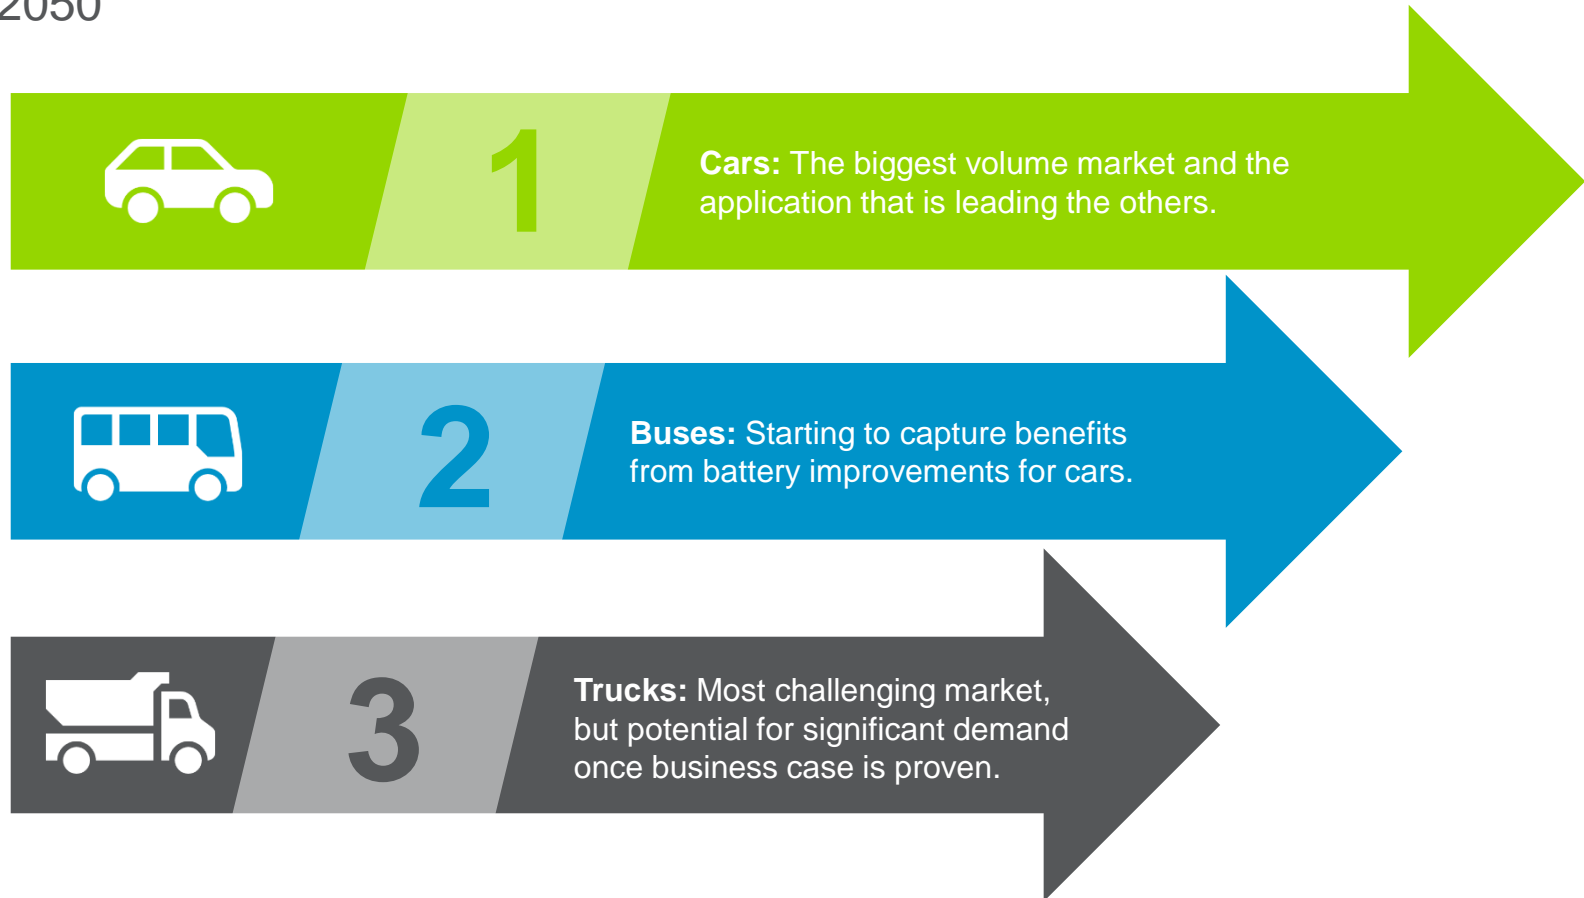 2050
1
Cars: The biggest volume market and the
application that is leading the others.
2
Buses: Starting to capture benefits
from battery improvements for cars.
3
Trucks: Most challenging market,
but potential for significant demand
once business case is proven.